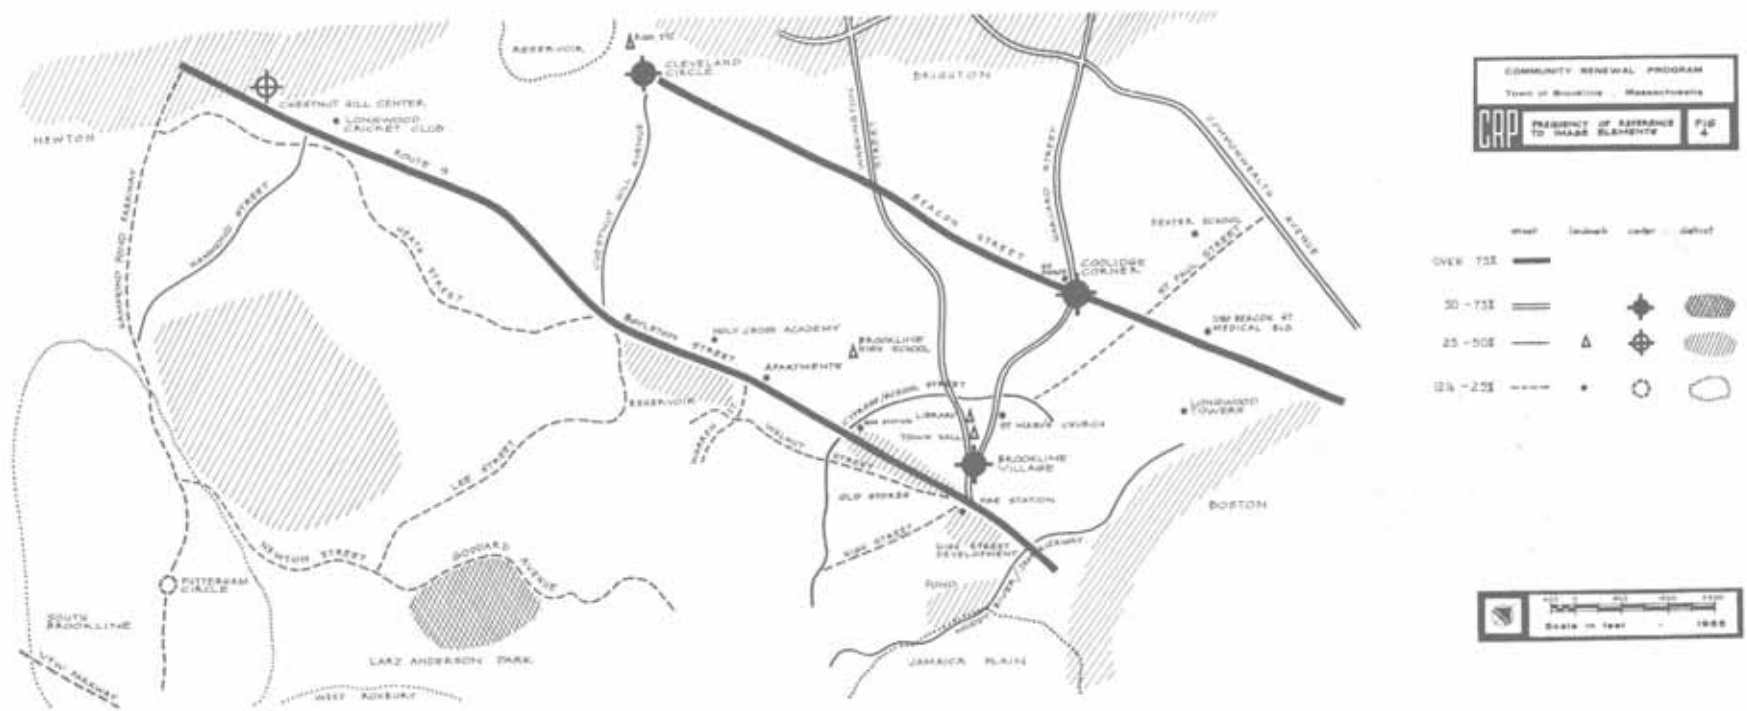 COMMUNITY RENEWAL PROGRAM
Town of Brookline . Massachusetts
CRP
FREQUENCY OF REFERENCE
TO IMAGE ELEMENTS
FIG
4
street landmark center district
OVER 75%
50 - 75%
25 - 50%
12½ - 25%
Scale in feet - 1965
RESERVOIR
CLEVELAND
CIRCLE
BRIGHTON
CHESTNUT HILL CENTER
LONGWOOD
CRICKET CLUB
NEWTON
ROUTE 9
HAMMOND POND PARKWAY
HAMMOND STREET
HEATH STREET
CHESTNUT HILL AVENUE
WASHINGTON
STREET
HARVARD STREET
COMMONWEALTH
AVENUE
BEACON STREET
DEXTER SCHOOL
ST PAUL STREET
COOLIDGE
CORNER
1180 BEACON ST.
MEDICAL BLD.
BOYLSTON STREET
HOLY CROSS ACADEMY
BROOKLINE
HIGH SCHOOL
APARTMENTS
RESERVOIR
WARREN ST
WALNUT
STREET
CYPRESS/SCHOOL STREET
LIBRARY
TOWN HALL
ST MARY'S CHURCH
LONGWOOD
TOWERS
BROOKLINE
VILLAGE
OLD STORES
FIRE STATION
BOSTON
HIGH STREET
HIGH STREET
DEVELOPMENT
POND
LEE STREET
NEWTON STREET
GODDARD
AVENUE
PUTTERHAM
CIRCLE
SOUTH
BROOKLINE
LARZ ANDERSON PARK
JAMAICA PLAIN
VFW PARKWAY
WEST ROXBURY